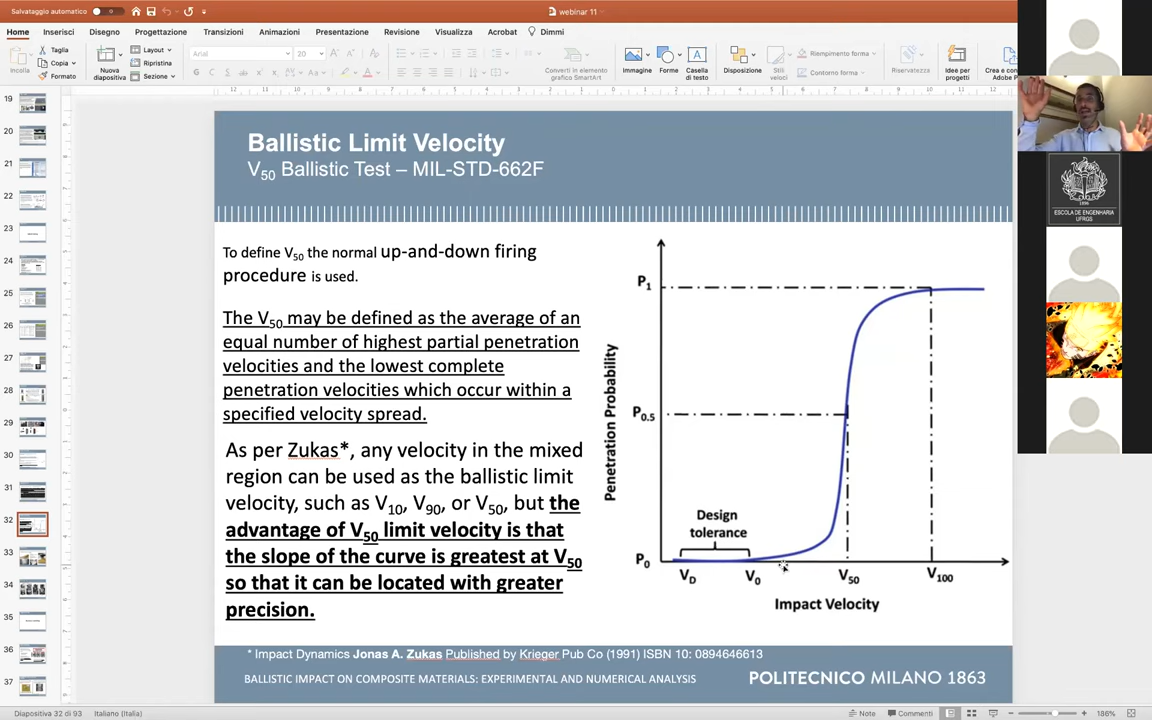 Salvataggio automatico
webinar 11
Home Inserisci Disegno Progettazione Transizioni Animazioni Presentazione Revisione Visualizza Acrobat Dimmi
Incolla
Taglia
Copia
Formato
Nuova
diapositiva
Layout
Ripristina
Sezione
Arial
20
Converti in elemento
grafico SmartArt
Immagine
Forme
Casella
di testo
Disposizione
Stili
veloci
Riempimento forma
Contorno forma
Riservatezza
Idee per
progetti
Crea e co
Adobe P
19
20
21
22
23
24
25
26
27
28
29
30
31
32
33
34
35
36
37
Ballistic Limit Velocity
V50 Ballistic Test – MIL-STD-662F
To define V50 the normal up-and-down firing
procedure is used.
The V50 may be defined as the average of an
equal number of highest partial penetration
velocities and the lowest complete
penetration velocities which occur within a
specified velocity spread.
As per Zukas*, any velocity in the mixed
region can be used as the ballistic limit
velocity, such as V10, V90, or V50, but the
advantage of V50 limit velocity is that
the slope of the curve is greatest at V50
so that it can be located with greater
precision.
Penetration Probability
P1
P0.5
P0
Design
tolerance
VD
V0
V50
V100
Impact Velocity
* Impact Dynamics Jonas A. Zukas Published by Krieger Pub Co (1991) ISBN 10: 0894646613
BALLISTIC IMPACT ON COMPOSITE MATERIALS: EXPERIMENTAL AND NUMERICAL ANALYSIS
POLITECNICO MILANO 1863
ESCOLA DE ENGENHARIA
UFRGS
Diapositiva 32 di 93 Italiano (Italia)
Note
Commenti
186%